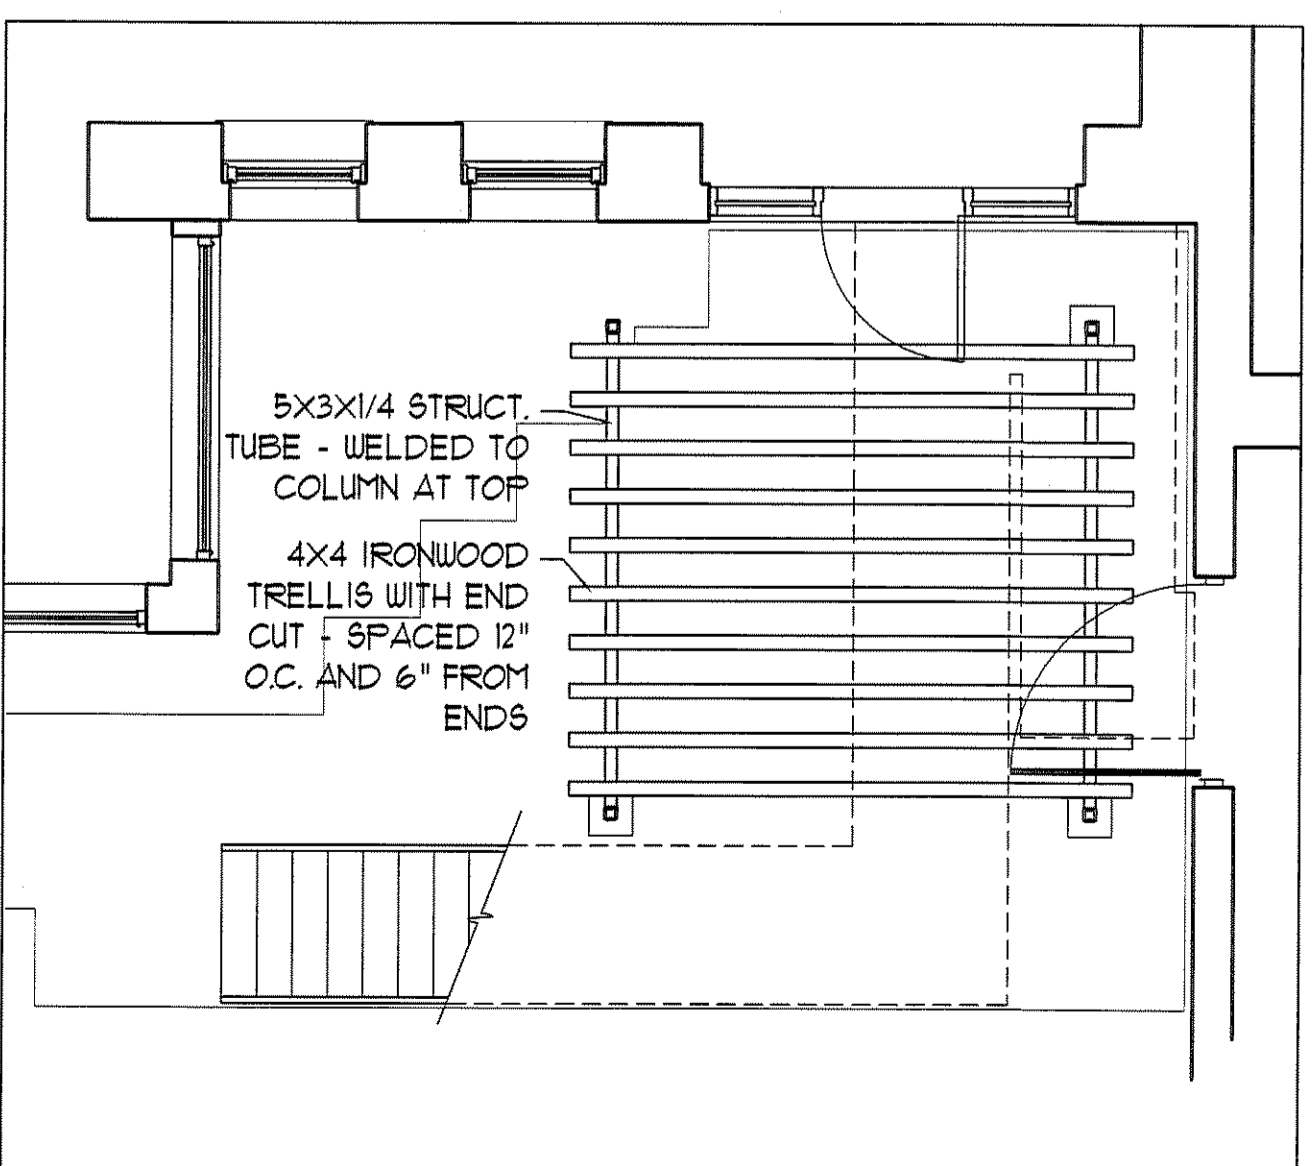 5X3X1/4 STRUCT.
TUBE - WELDED TO
COLUMN AT TOP
4X4 IRONWOOD
TRELLIS WITH END
CUT - SPACED 12"
O.C. AND 6" FROM
ENDS